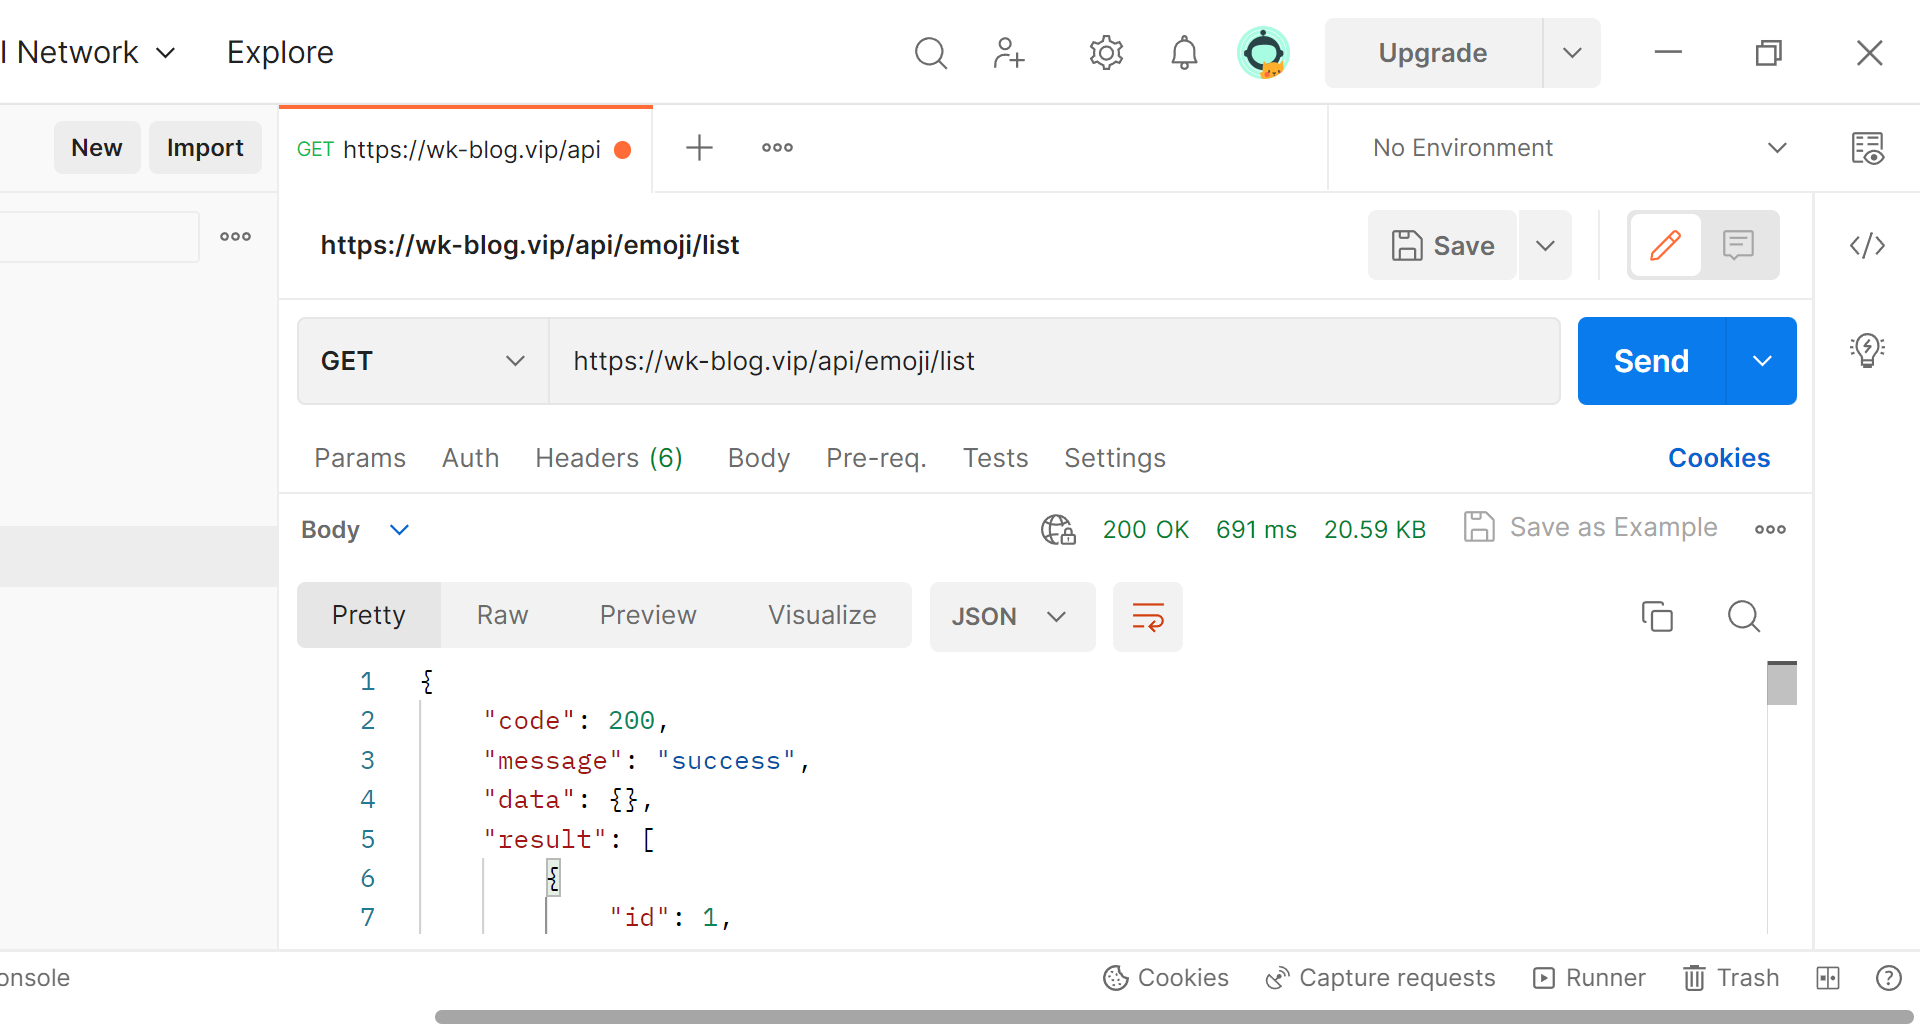 I Network Explore Upgrade
New Import GET https://wk-blog.vip/api No Environment
https://wk-blog.vip/api/emoji/list Save
GET https://wk-blog.vip/api/emoji/list Send
Params Auth Headers (6) Body Pre-req. Tests Settings Cookies
Body 200 OK 691 ms 20.59 KB Save as Example
Pretty Raw Preview Visualize JSON
1 {
2 "code": 200,
3 "message": "success",
4 "data": {},
5 "result": [
6 {
7 "id": 1,
onsole Cookies Capture requests Runner Trash